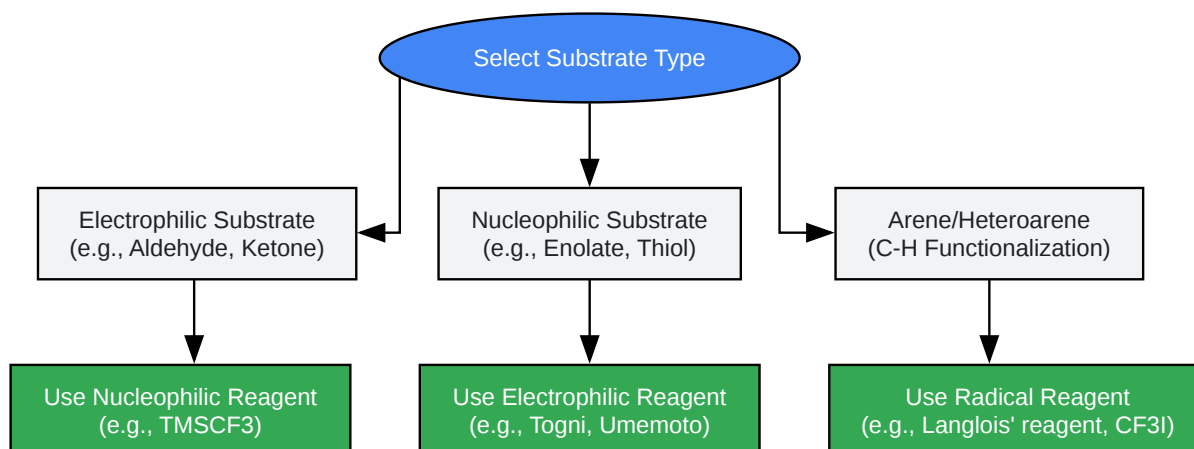 Select Substrate Type
Electrophilic Substrate
(e.g., Aldehyde, Ketone)
Nucleophilic Substrate
(e.g., Enolate, Thiol)
Arene/Heteroarene
(C-H Functionalization)
Use Nucleophilic Reagent
(e.g., TMSCF3)
Use Electrophilic Reagent
(e.g., Togni, Umemoto)
Use Radical Reagent
(e.g., Langlois' reagent, CF3I)